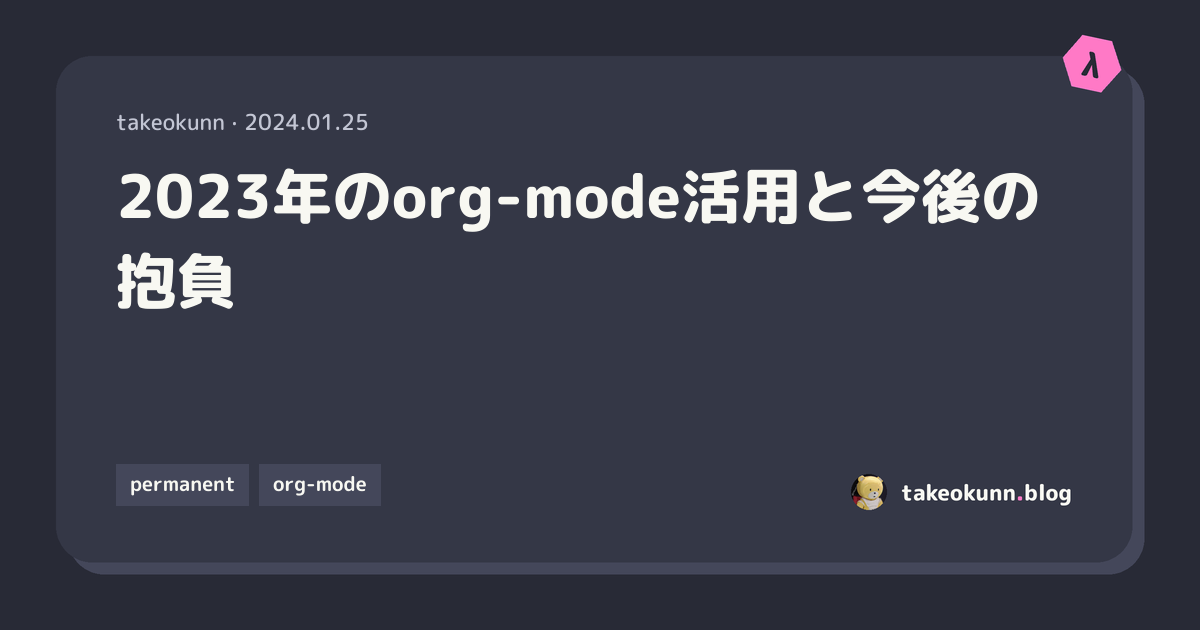 λ
takeokunn · 2024.01.25
2023年のorg-mode活用と今後の
抱負
permanent
org-mode
takeokunn.blog